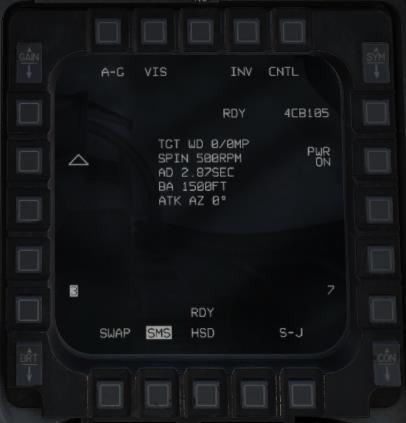 GAIN
SYM
A-G VIS INV CNTL
RDY 4CB105
TGT WD 0/0MP
SPIN 500RPM
PWR
ON
AD 2.87SEC
BA 1500FT
ATK AZ 0°
3 7
RDY
SWAP SMS HSD S-J
BRT
CON